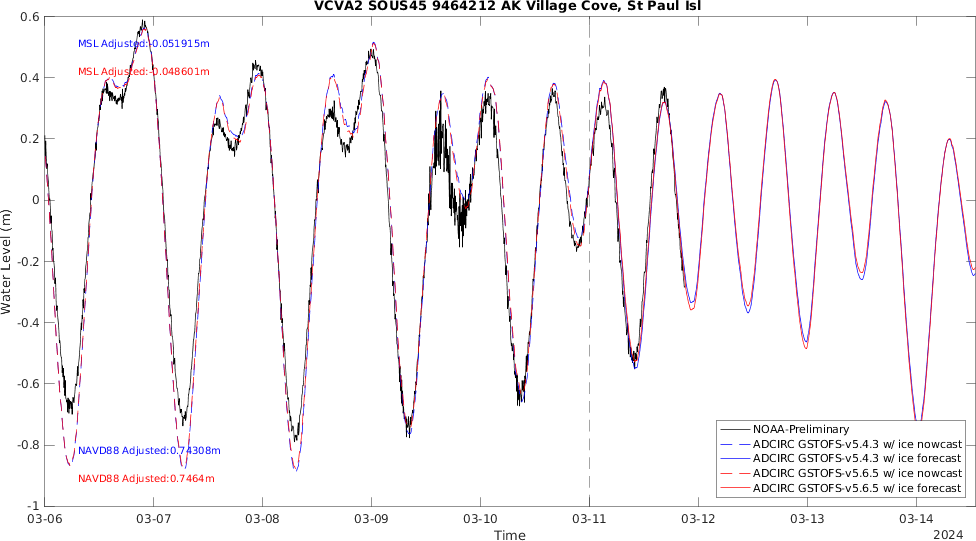 VCVA2 SOUS45 9464212 AK Village Cove, St Paul Isl
0.6
0.4
0.2
0
-0.2
-0.4
-0.6
-0.8
-1
Water Level (m)
MSL Adjusted:-0.051915m
MSL Adjusted:-0.048601m
NAVD88 Adjusted:0.74308m
NAVD88 Adjusted:0.7464m
NOAA-Preliminary
ADCIRC GSTOFS-v5.4.3 w/ ice nowcast
ADCIRC GSTOFS-v5.4.3 w/ ice forecast
ADCIRC GSTOFS-v5.6.5 w/ ice nowcast
ADCIRC GSTOFS-v5.6.5 w/ ice forecast
03-06 03-07 03-08 03-09 03-10 03-11 03-12 03-13 03-14
Time
2024